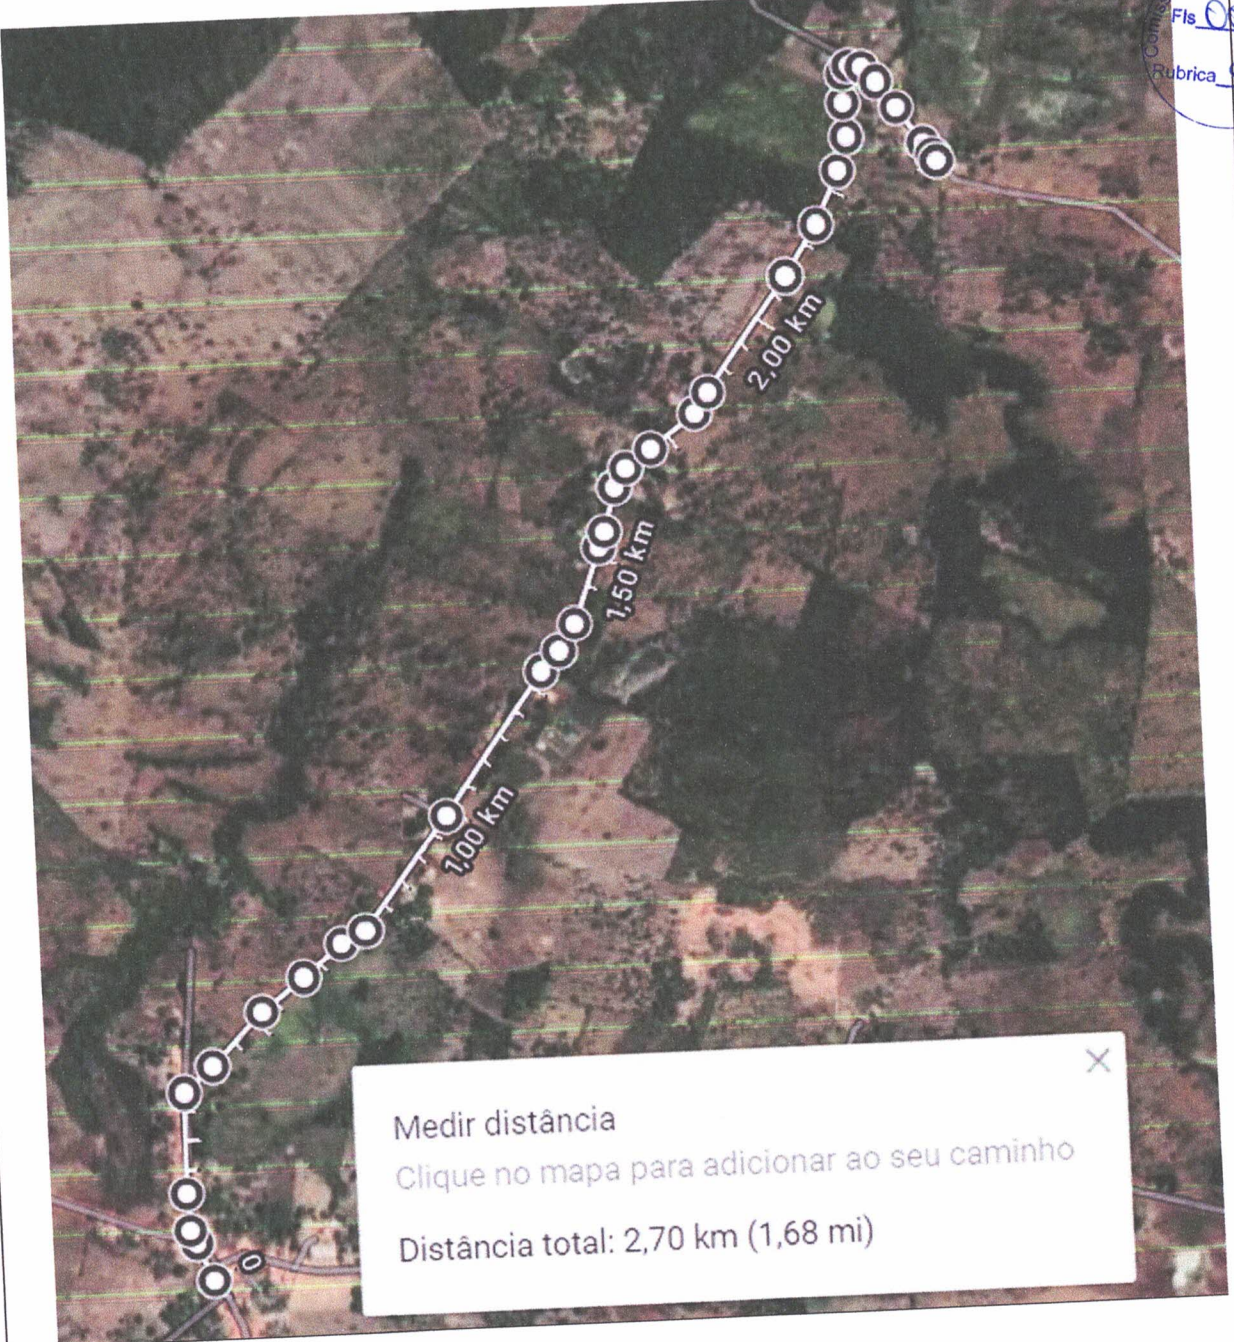 Fls
Rubrica
2,00 km
1,50 km
1,00 km
0
Medir distância
Clique no mapa para adicionar ao seu caminho
Distância total: 2,70 km (1,68 mi)